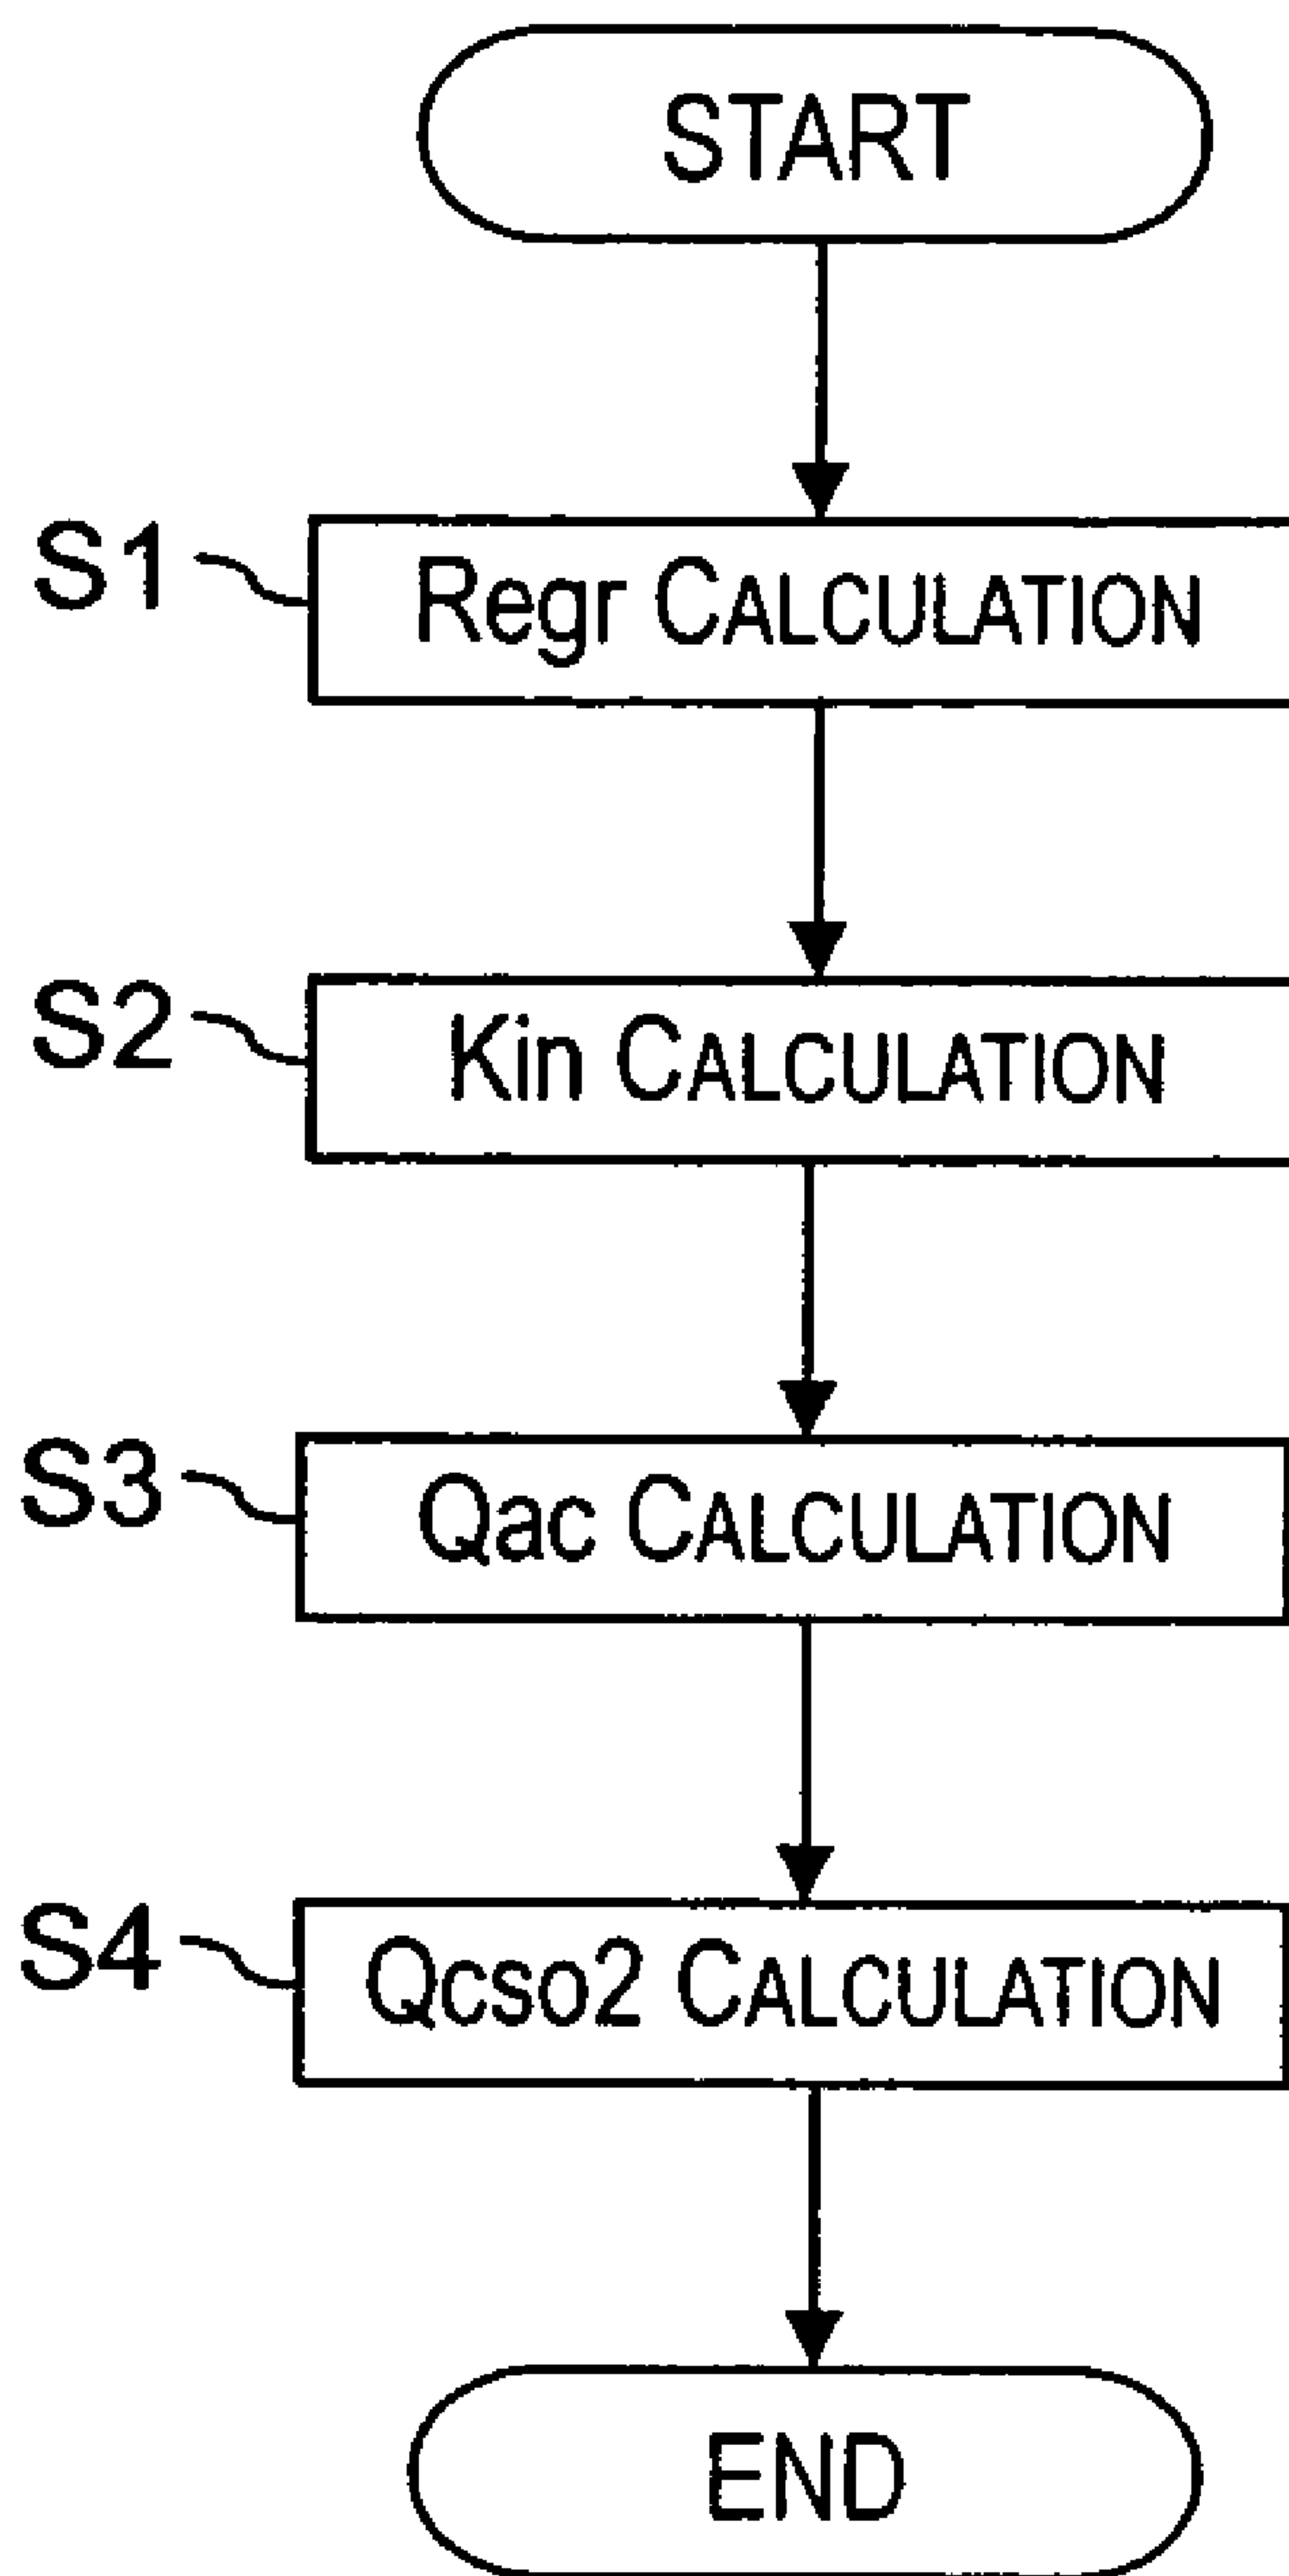 START
S1
Regr CALCULATION
S2
Kin CALCULATION
S3
Qac CALCULATION
S4
Qcso2 CALCULATION
END